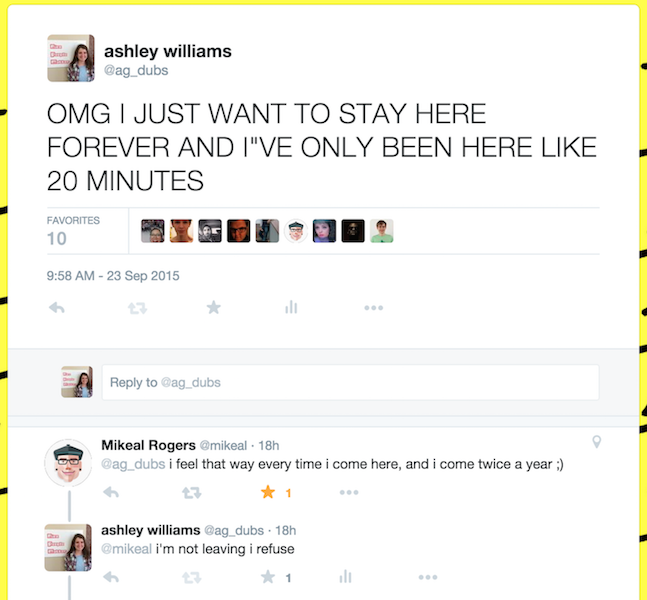 ashley williams
@ag_dubs
OMG I JUST WANT TO STAY HERE
FOREVER AND I"VE ONLY BEEN HERE LIKE
20 MINUTES
FAVORITES
10
9:58 AM - 23 Sep 2015
Reply to @ag_dubs
Mikeal Rogers @mikeal · 18h
@ag_dubs i feel that way every time i come here, and i come twice a year ;)
1
ashley williams @ag_dubs · 18h
@mikeal i'm not leaving i refuse
1